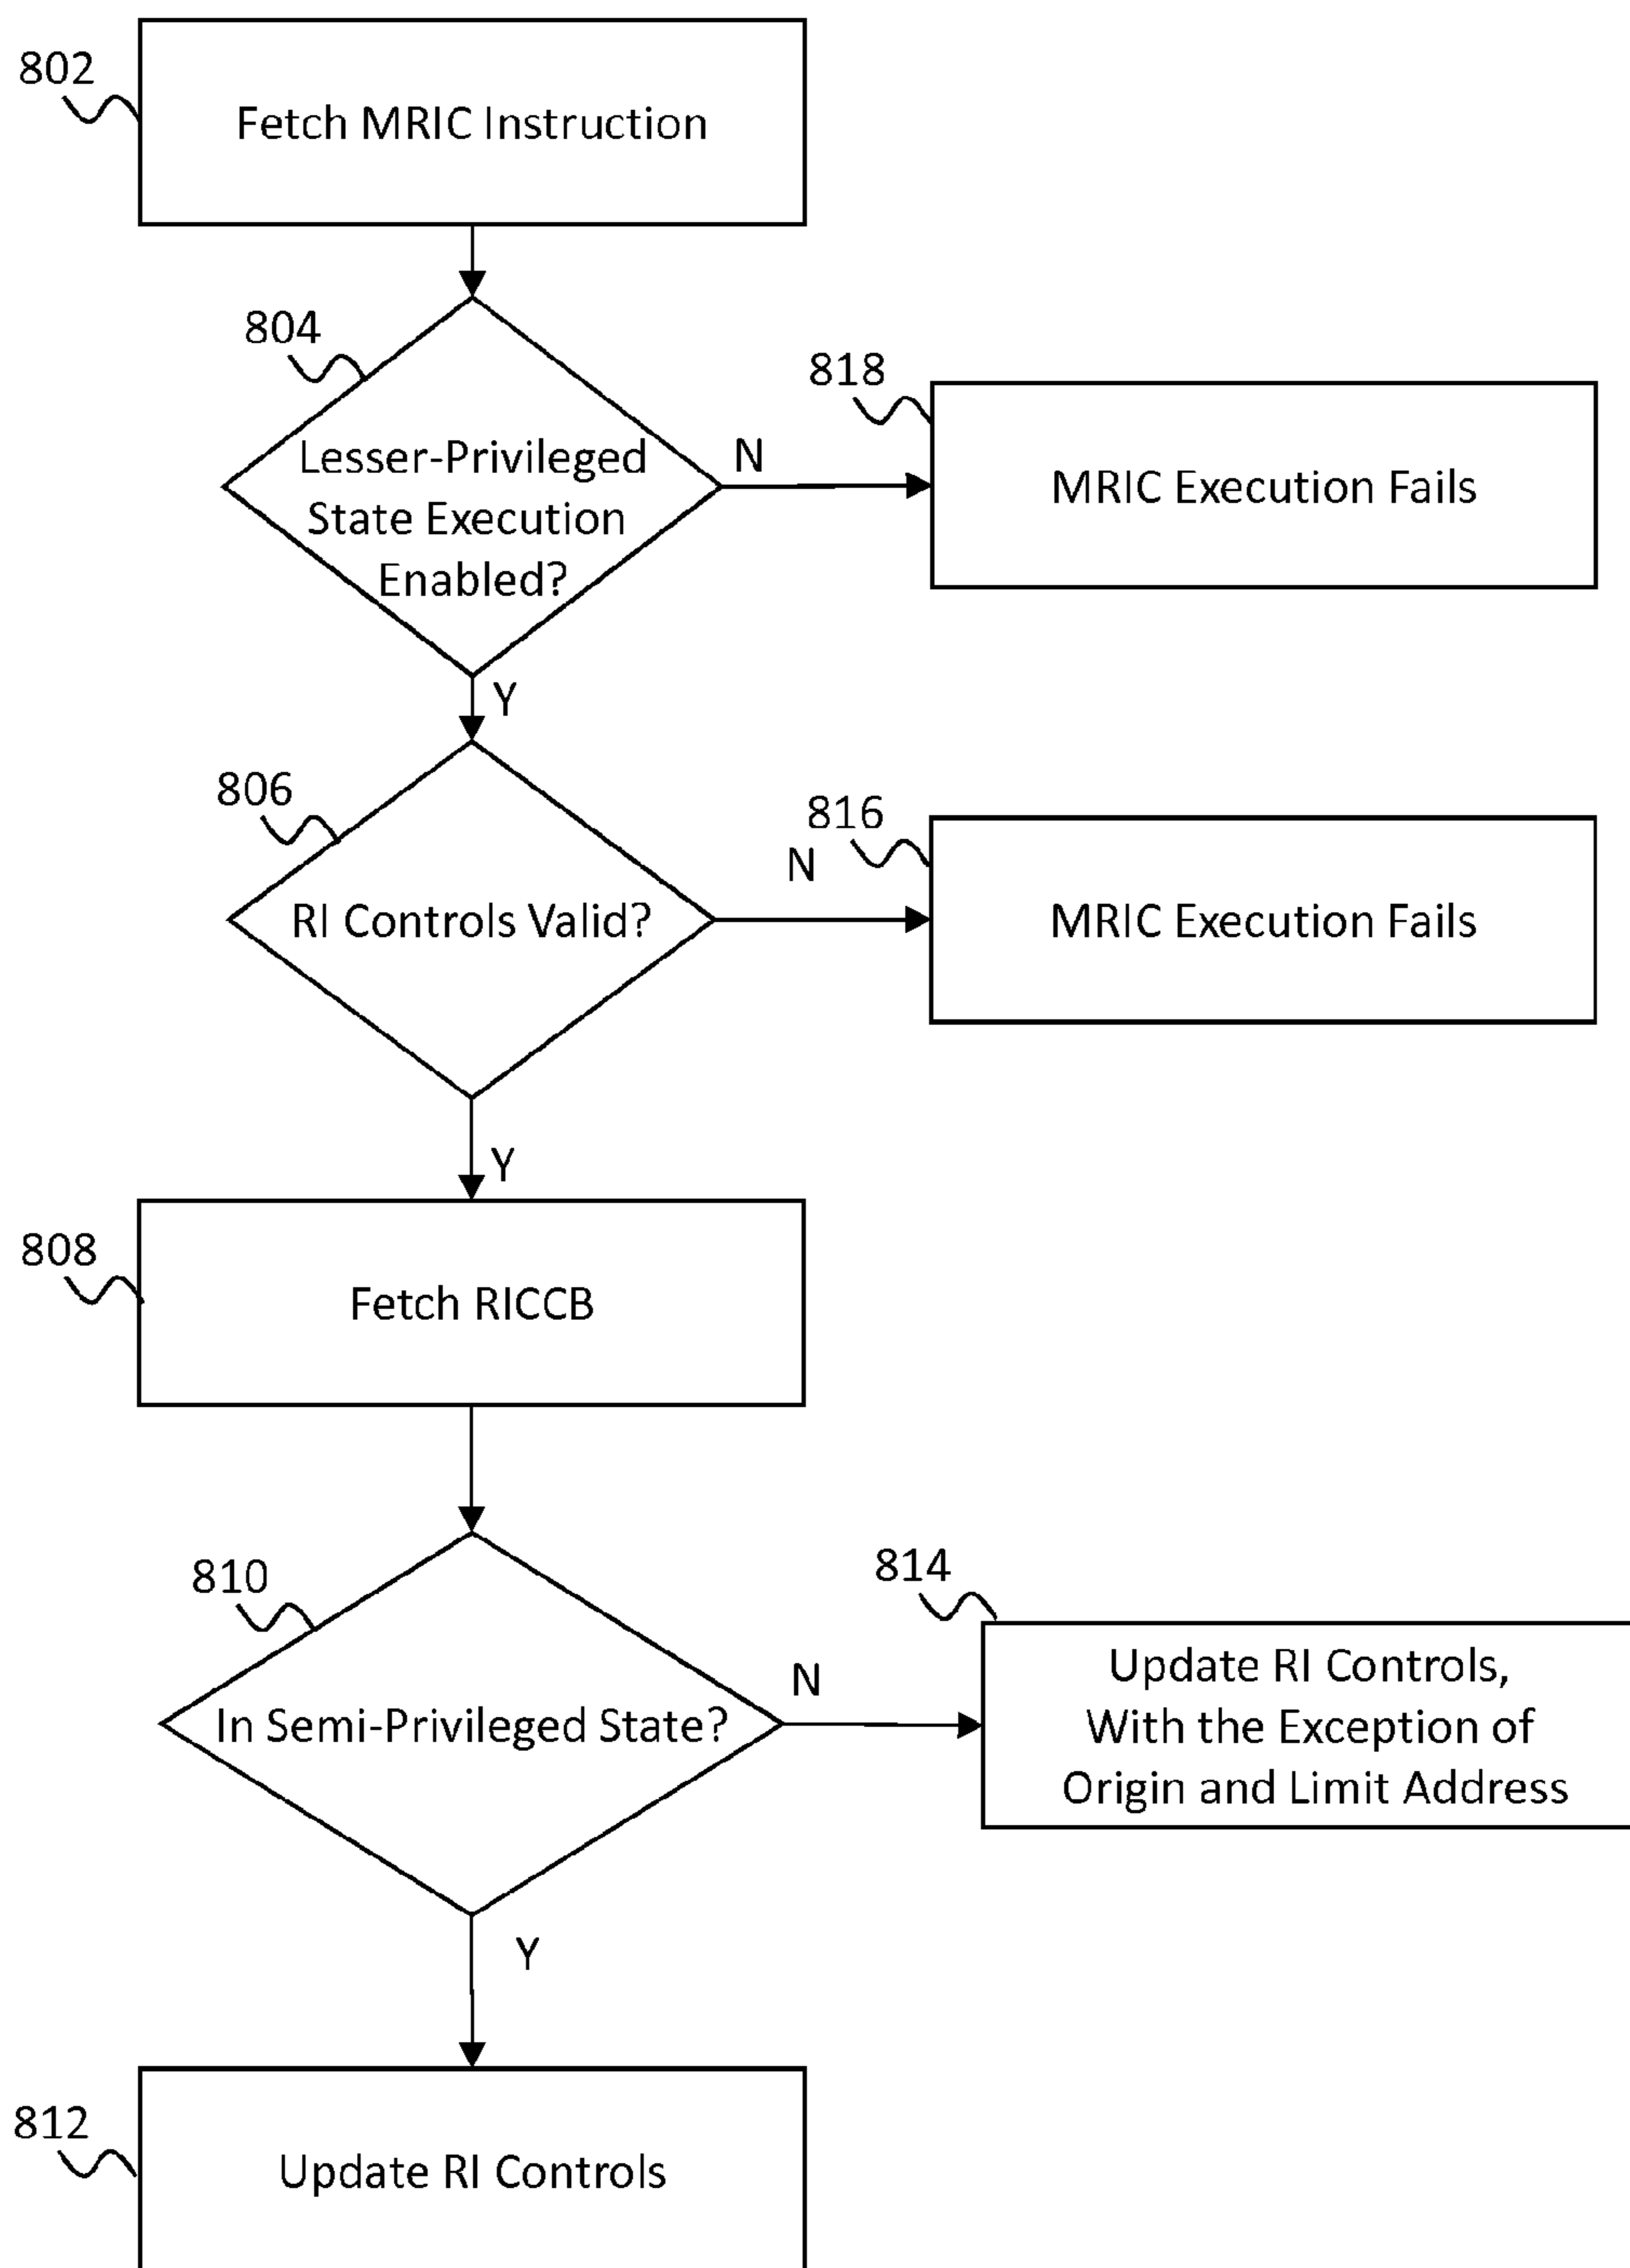 802
Fetch MRIC Instruction
804
818
Lesser-Privileged
State Execution
Enabled?
N
MRIC Execution Fails
Y
806
816
N
RI Controls Valid?
MRIC Execution Fails
Y
808
Fetch RICCB
810
814
In Semi-Privileged State?
N
Update RI Controls,
With the Exception of
Origin and Limit Address
Y
812
Update RI Controls